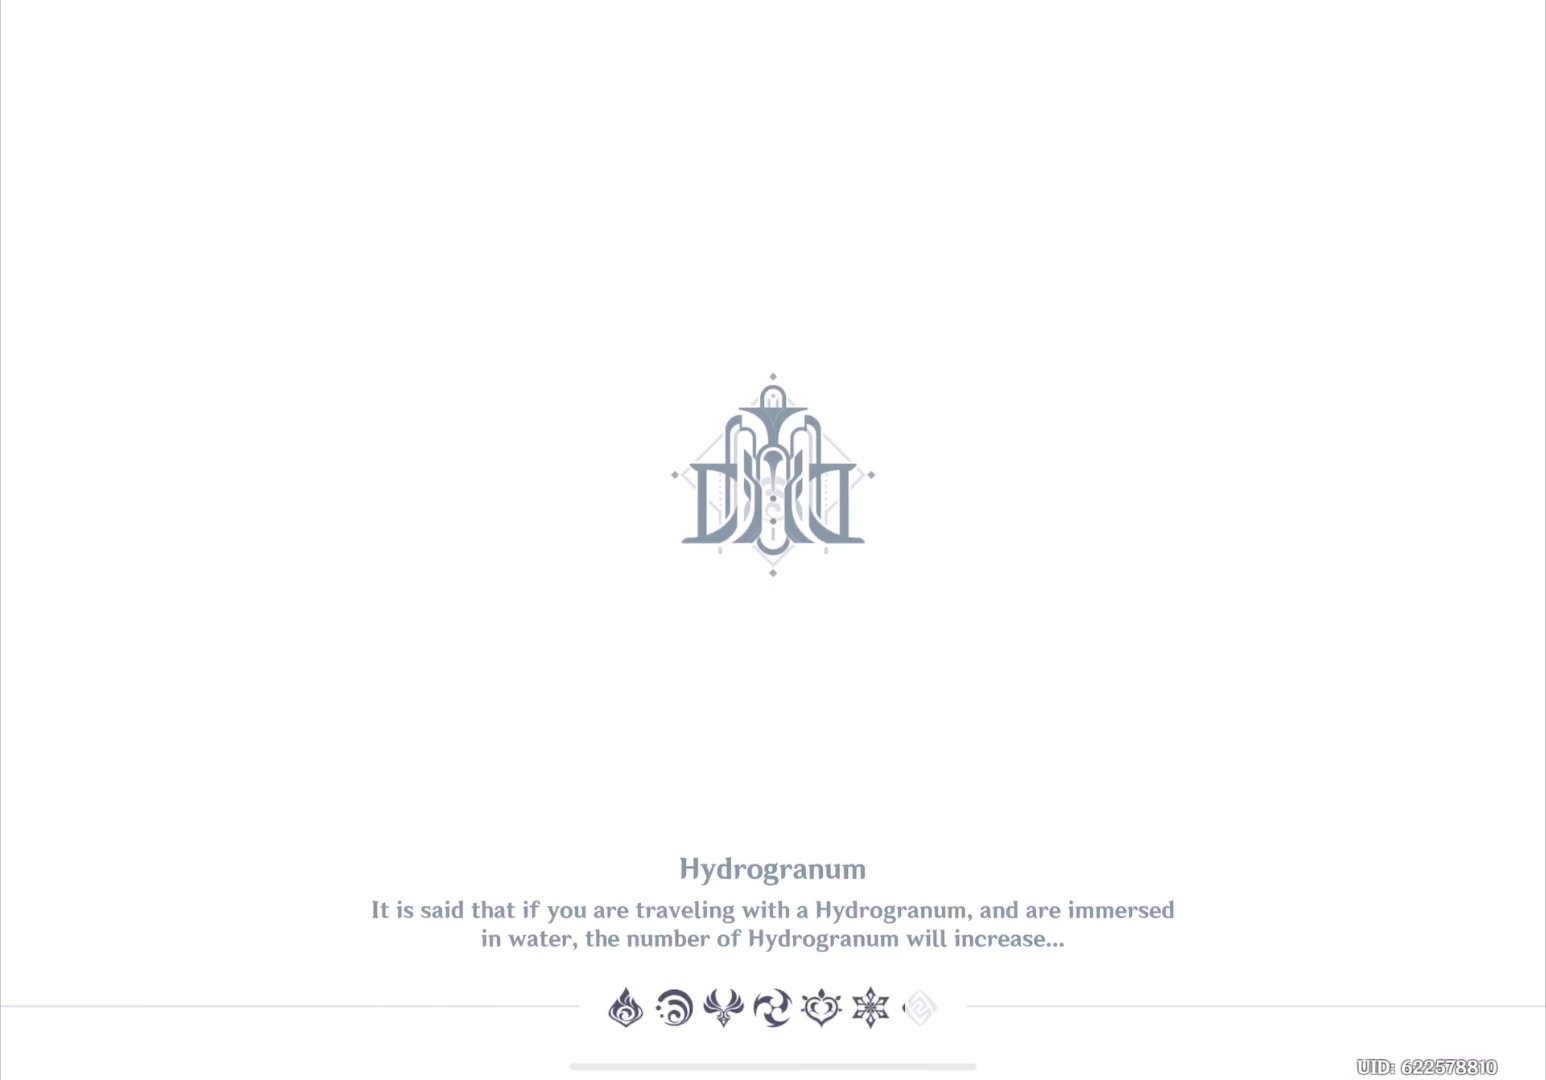 Hydrogranum
It is said that if you are traveling with a Hydrogranum, and are immersed
in water, the number of Hydrogranum will increase...
UID: 622578810